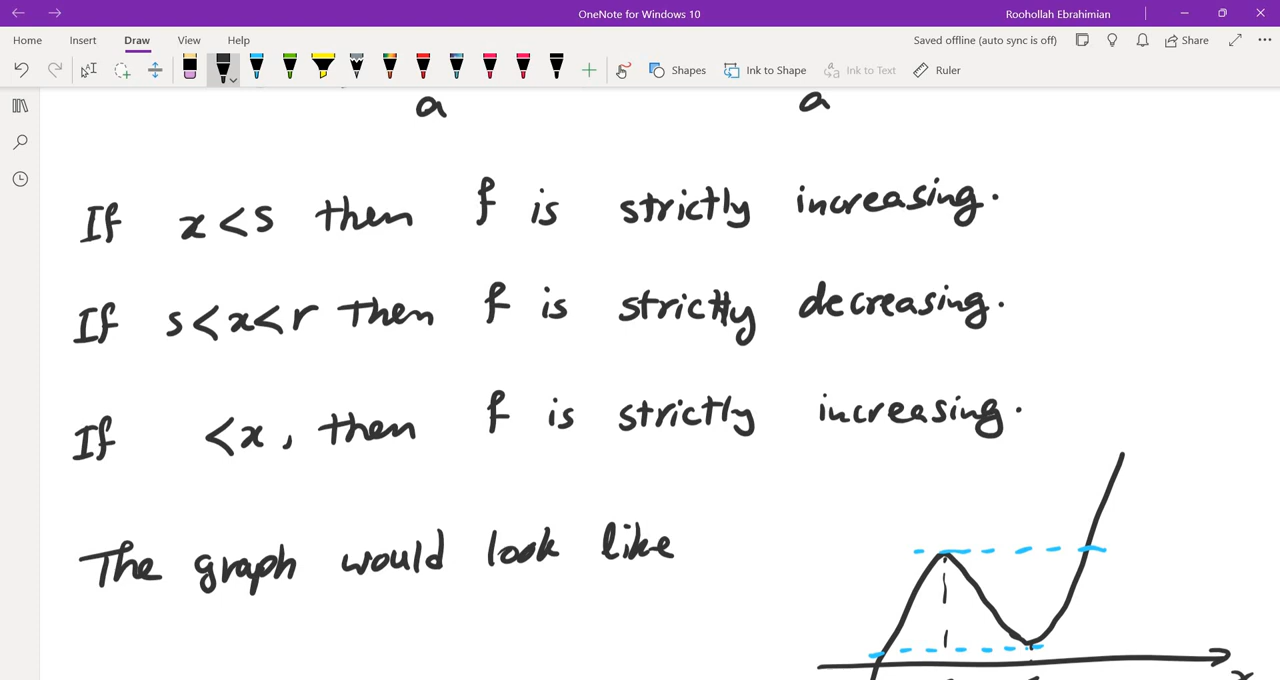 OneNote for Windows 10
Roohollah Ebrahimian
Home Insert Draw View Help
Saved offline (auto sync is off) Share
Shapes Ink to Shape Ink to Text Ruler
a a
If x<s then f is strictly increasing.
If s<x<r then f is strictly decreasing.
If <x, then f is strictly increasing.
The graph would look like
x